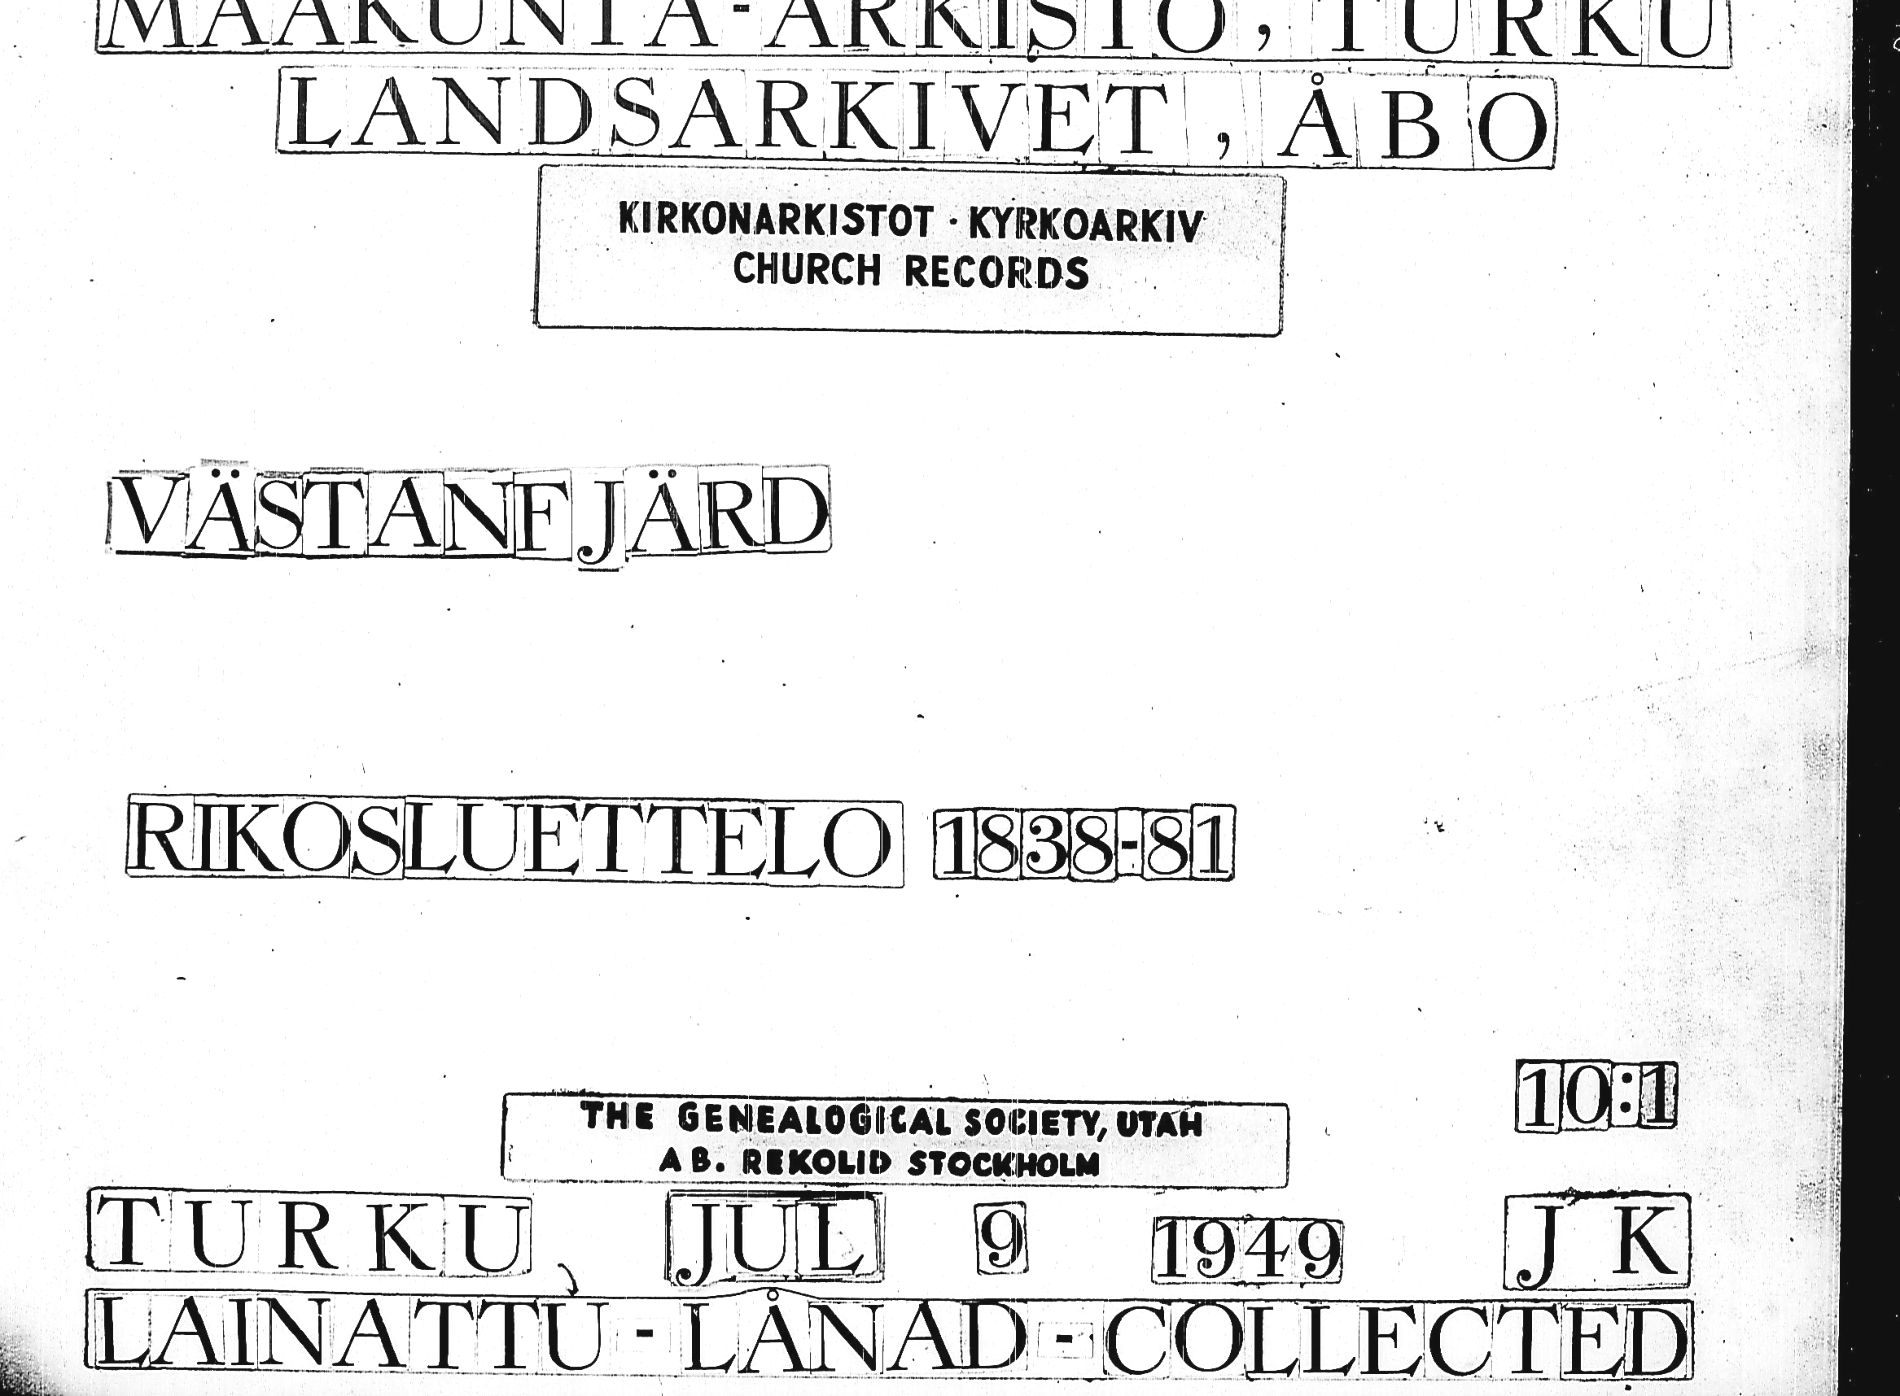 MAAKUNTA-ARKISTO, TURKU
LANDSARKIVET, ÅBO
KIRKONARKISTOT · KYRKOARKIV
CHURCH RECORDS
VÄSTANFJÄRD
RIKOSLUETTELO 1838-81
10:1
THE GENEALOGICAL SOCIETY, UTAH
A B. REKOLID STOCKHOLM
TURKU, JUL 9 1949 JK
LAINATTU - LÅNAD - COLLECTED